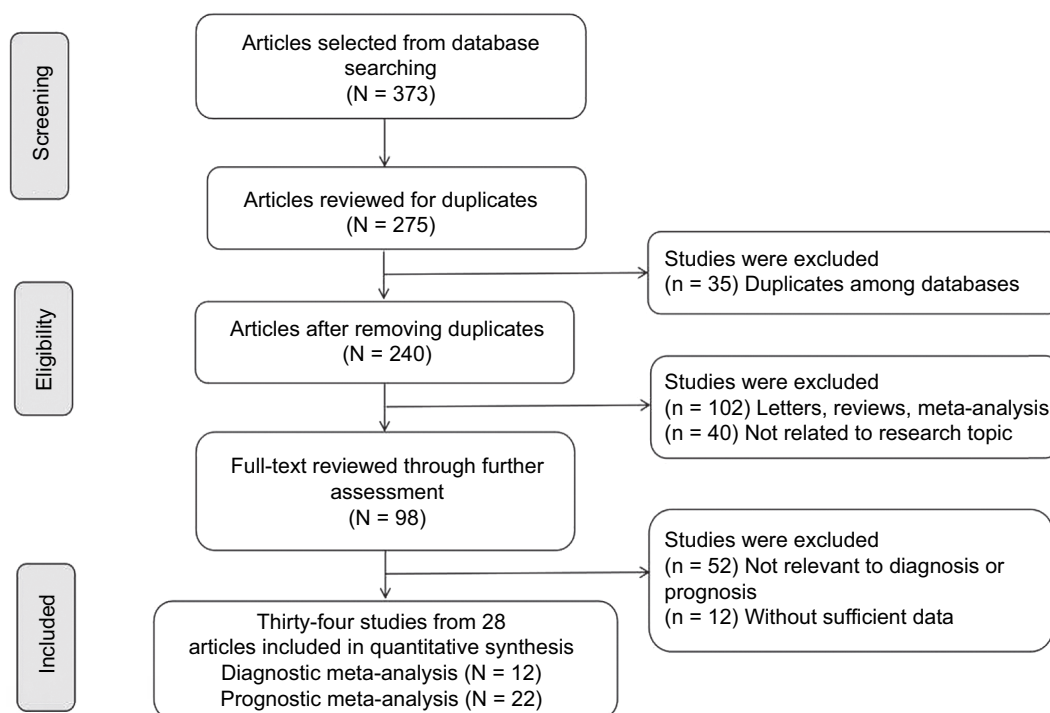 Screening
Articles selected from database
searching
(N = 373)
Articles reviewed for duplicates
(N = 275)
Studies were excluded
(n = 35) Duplicates among databases
Eligibility
Articles after removing duplicates
(N = 240)
Studies were excluded
(n = 102) Letters, reviews, meta-analysis
(n = 40) Not related to research topic
Full-text reviewed through further
assessment
(N = 98)
Studies were excluded
(n = 52) Not relevant to diagnosis or
prognosis
(n = 12) Without sufficient data
Included
Thirty-four studies from 28
articles included in quantitative synthesis
Diagnostic meta-analysis (N = 12)
Prognostic meta-analysis (N = 22)